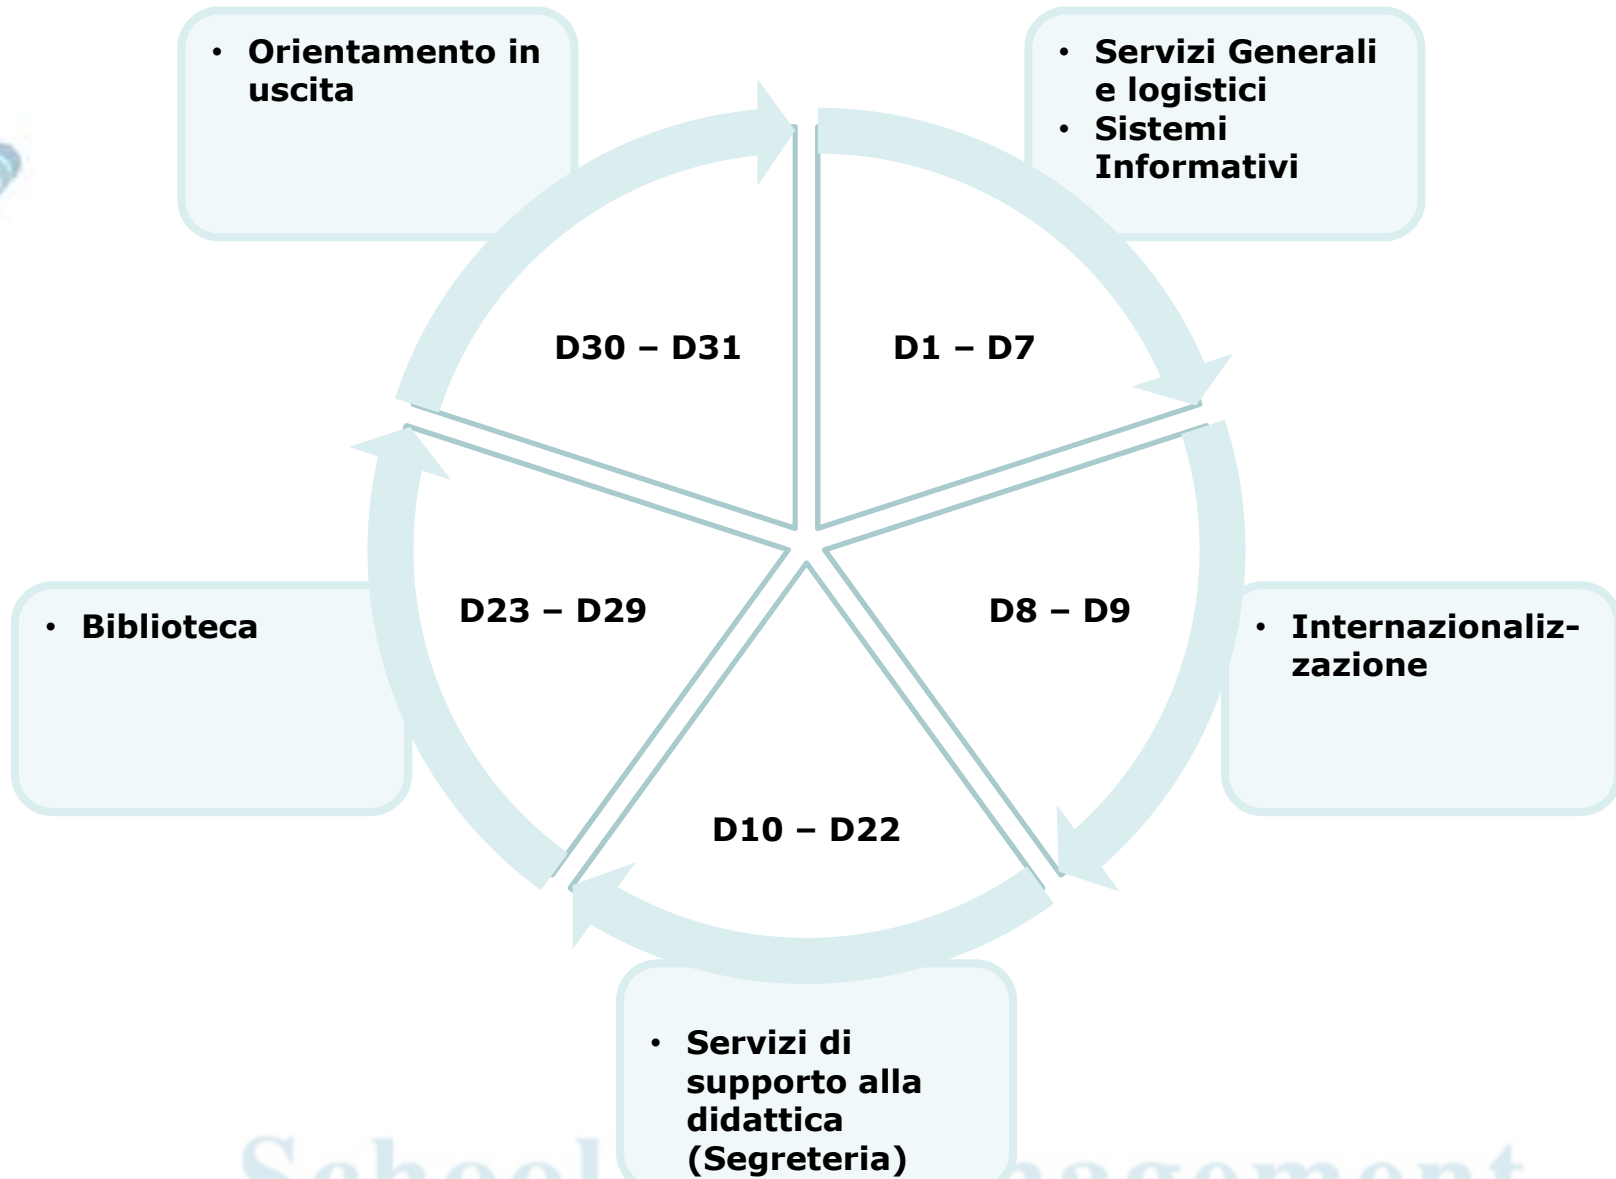 • Orientamento in
uscita
• Servizi Generali
e logistici
• Sistemi
Informativi
D30 – D31
D1 – D7
D23 – D29
D8 – D9
• Biblioteca
• Internazionaliz-
zazione
D10 – D22
• Servizi di
supporto alla
didattica
(Segreteria)
School